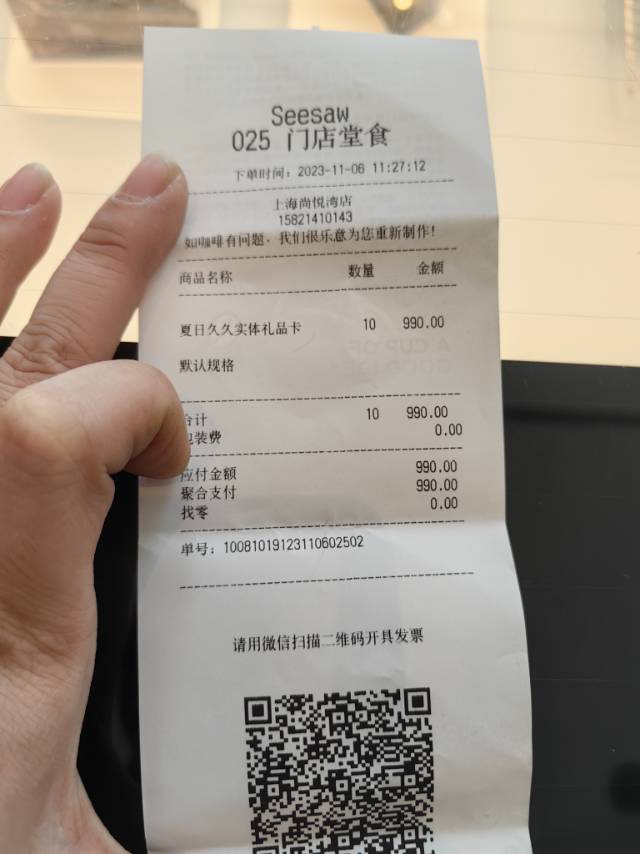 Seesaw
025 门店堂食
下单时间：2023-11-06 11:27:12
上海尚悦湾店
15821410143
如咖啡有问题，我们很乐意为您重新制作！
商品名称 数量 金额
夏日久久实体礼品卡 10 990.00
默认规格
合计 10 990.00
包装费 0.00
应付金额 990.00
聚合支付 990.00
找零 0.00
单号：10081019123110602502
请用微信扫描二维码开具发票